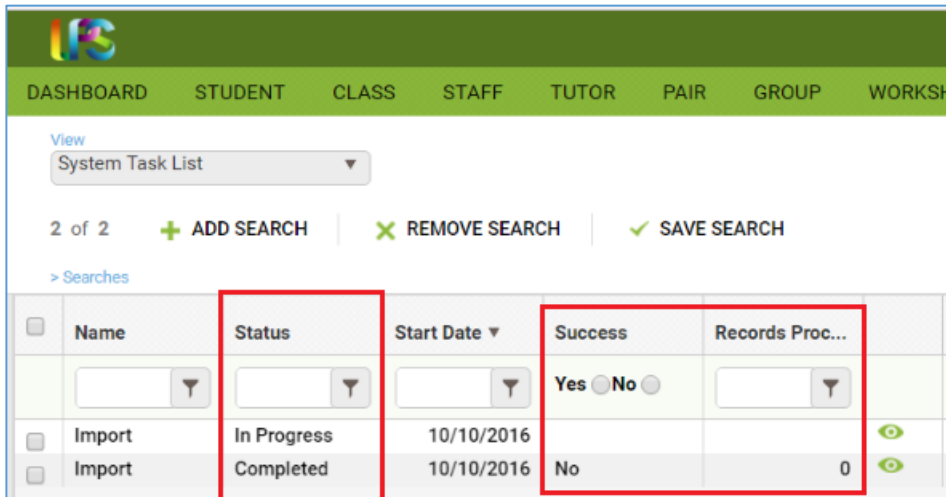 LPS
DASHBOARD STUDENT CLASS STAFF TUTOR PAIR GROUP WORKSH
View
System Task List
2 of 2 ADD SEARCH REMOVE SEARCH SAVE SEARCH
> Searches
Name Status Start Date Success Records Proc...
Yes No
Import In Progress 10/10/2016
Import Completed 10/10/2016 No 0